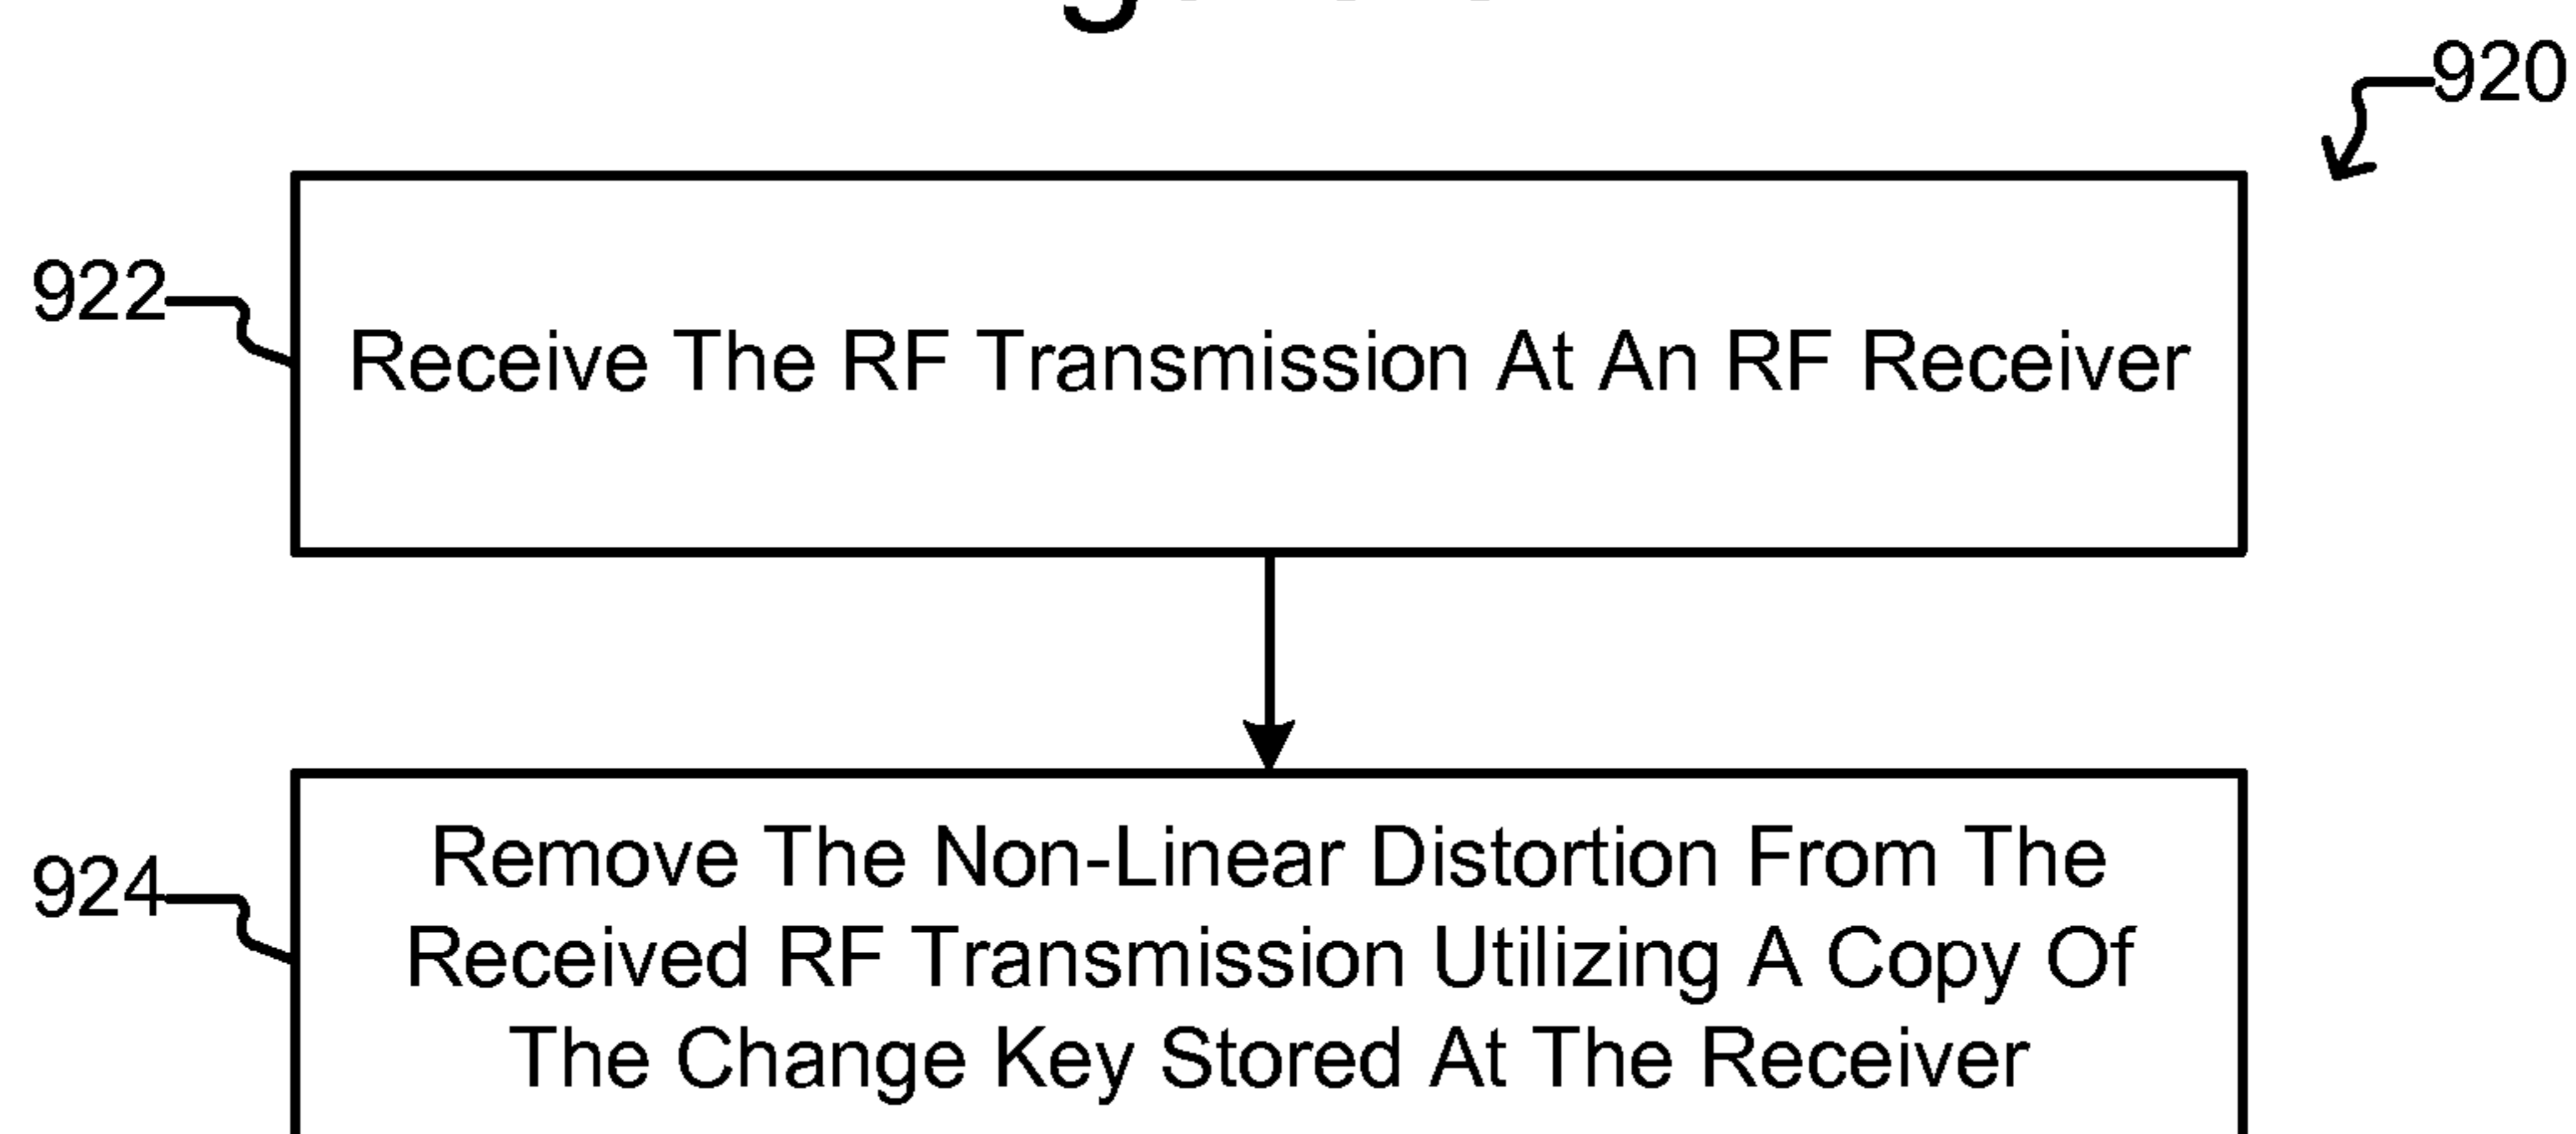 920
922
Receive The RF Transmission At An RF Receiver
924
Remove The Non-Linear Distortion From The
Received RF Transmission Utilizing A Copy Of
The Change Key Stored At The Receiver